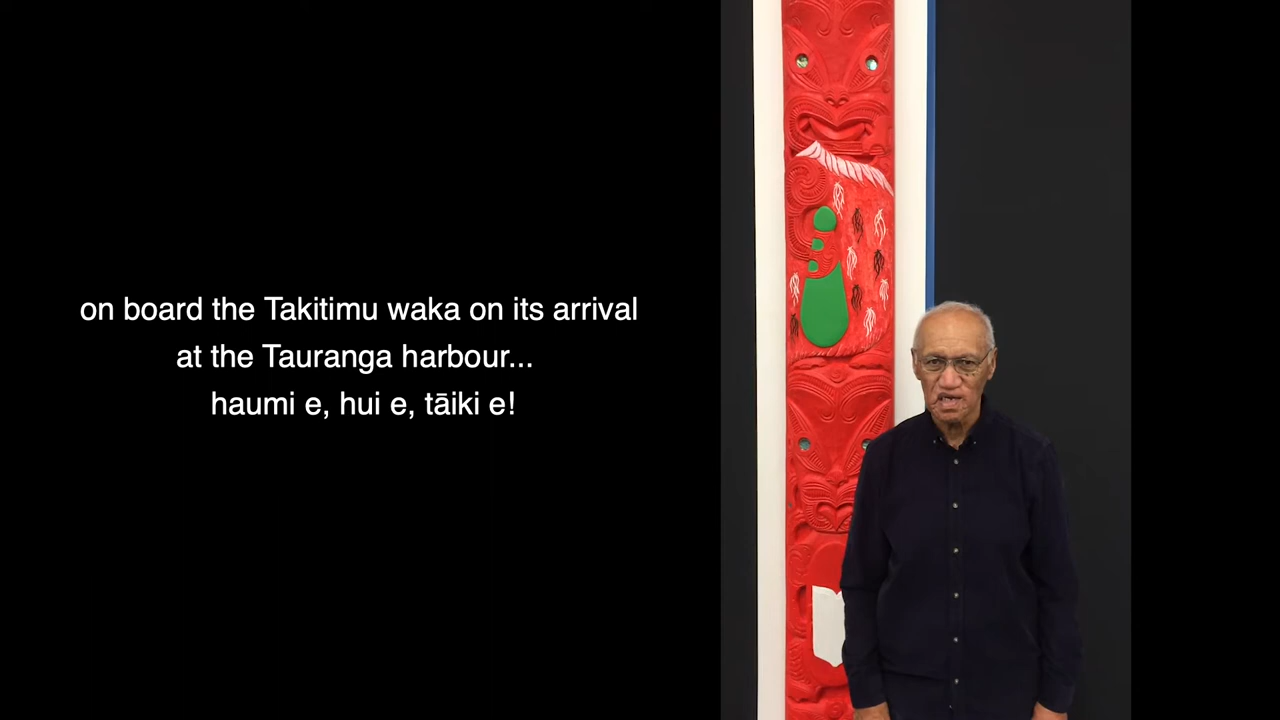 on board the Takitimu waka on its arrival
at the Tauranga harbour...
haumi e, hui e, tāiki e!